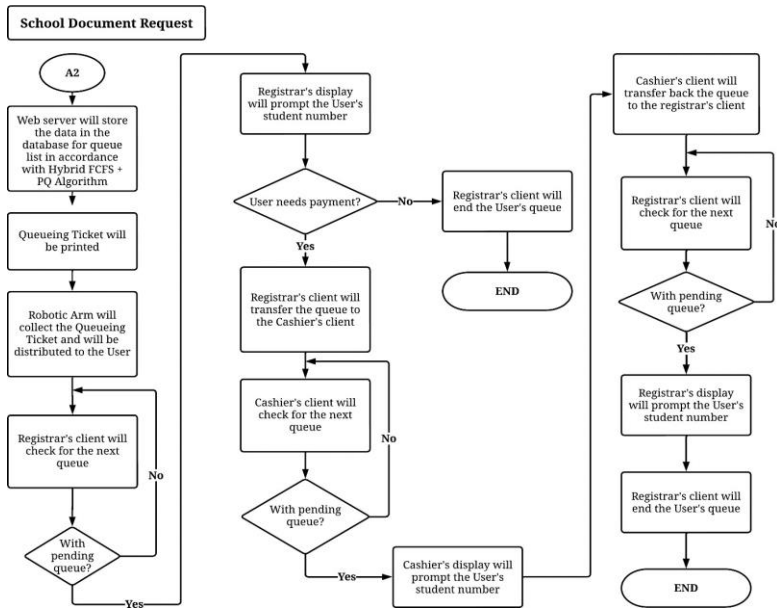 School Document Request
A2
Web server will store
the data in the
database for queue
list in accordance
with Hybrid FCFS +
PQ Algorithm
Queueing Ticket will
be printed
Robotic Arm will
collect the Queueing
Ticket and will be
distributed to the User
Registrar's client will
check for the next
queue
No
With
pending
queue?
Yes
Registrar's display
will prompt the User's
student number
User needs payment?
No
Registrar's client will
end the User's queue
END
Yes
Registrar's client will
transfer the queue to
the Cashier's client
Cashier's client will
check for the next
queue
No
With pending
queue?
Yes
Cashier's display will
prompt the User's
student number
Cashier's client will
transfer back the queue
to the registrar's client
Registrar's client will
check for the next
queue
No
With pending
queue?
Yes
Registrar's display
will prompt the User's
student number
Registrar's client will
end the User's queue
END